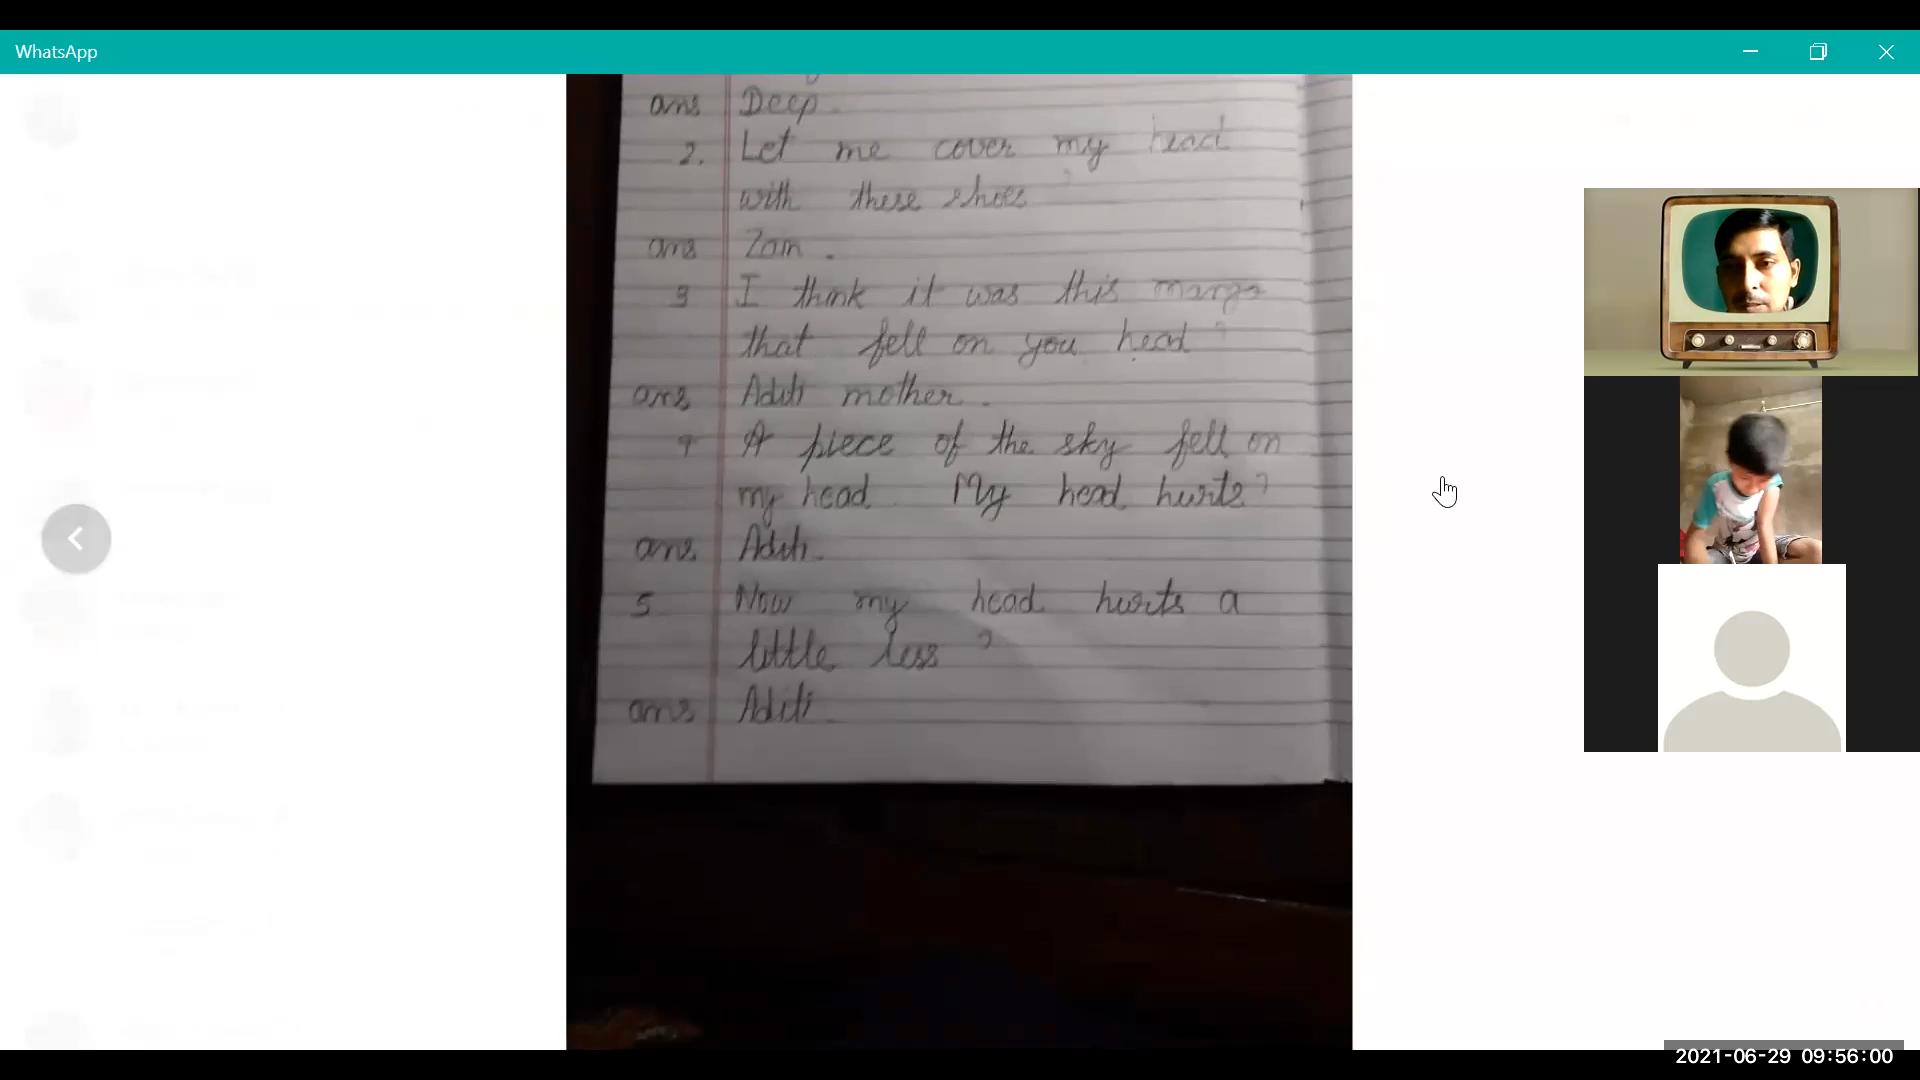 WhatsApp
ans Deep.
2. Let me cover my head
with these shoes ?
ans Zain .
3 I think it was this mango
that fell on you head ?
ans Aditi mother .
4 A piece of the sky fell on
my head My head hurts ?
ans Aditi.
5 Now my head hurts a
little less ?
ans Aditi
2021-06-29 09:56:00